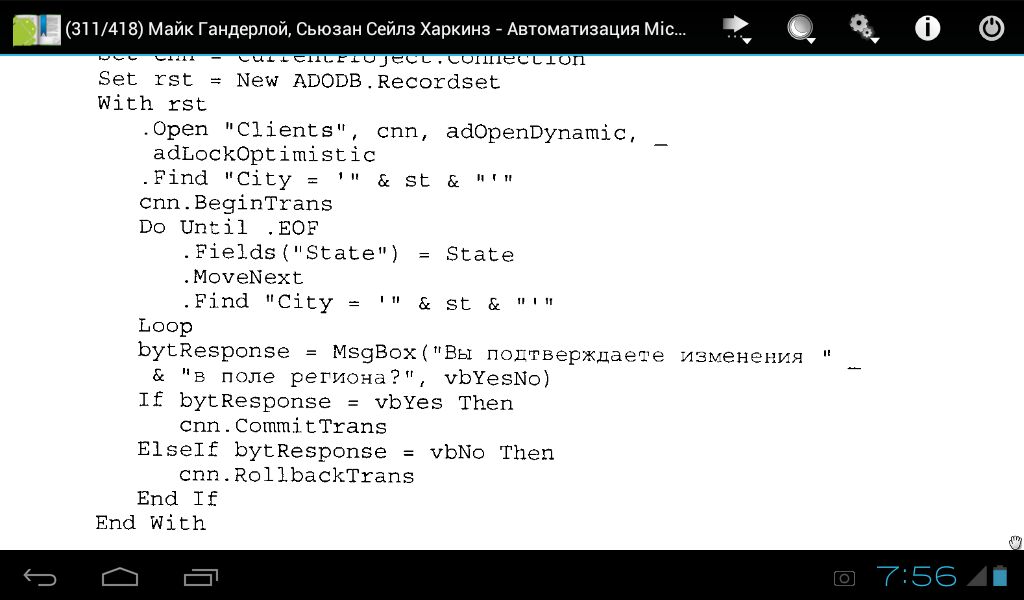 (311/418) Майк Гандерлой, Сьюзан Сейлз Харкинз - Автоматизация Mic...
Set cnn = CurrentProject.Connection
Set rst = New ADODB.Recordset
With rst
.Open "Clients", cnn, adOpenDynamic, _
adLockOptimistic
.Find "City = '" & st & "'"
cnn.BeginTrans
Do Until .EOF
.Fields("State") = State
.MoveNext
.Find "City = '" & st & "'"
Loop
bytResponse = MsgBox("Вы подтверждаете изменения " _
& "в поле региона?", vbYesNo)
If bytResponse = vbYes Then
cnn.CommitTrans
ElseIf bytResponse = vbNo Then
cnn.RollbackTrans
End If
End With
7:56